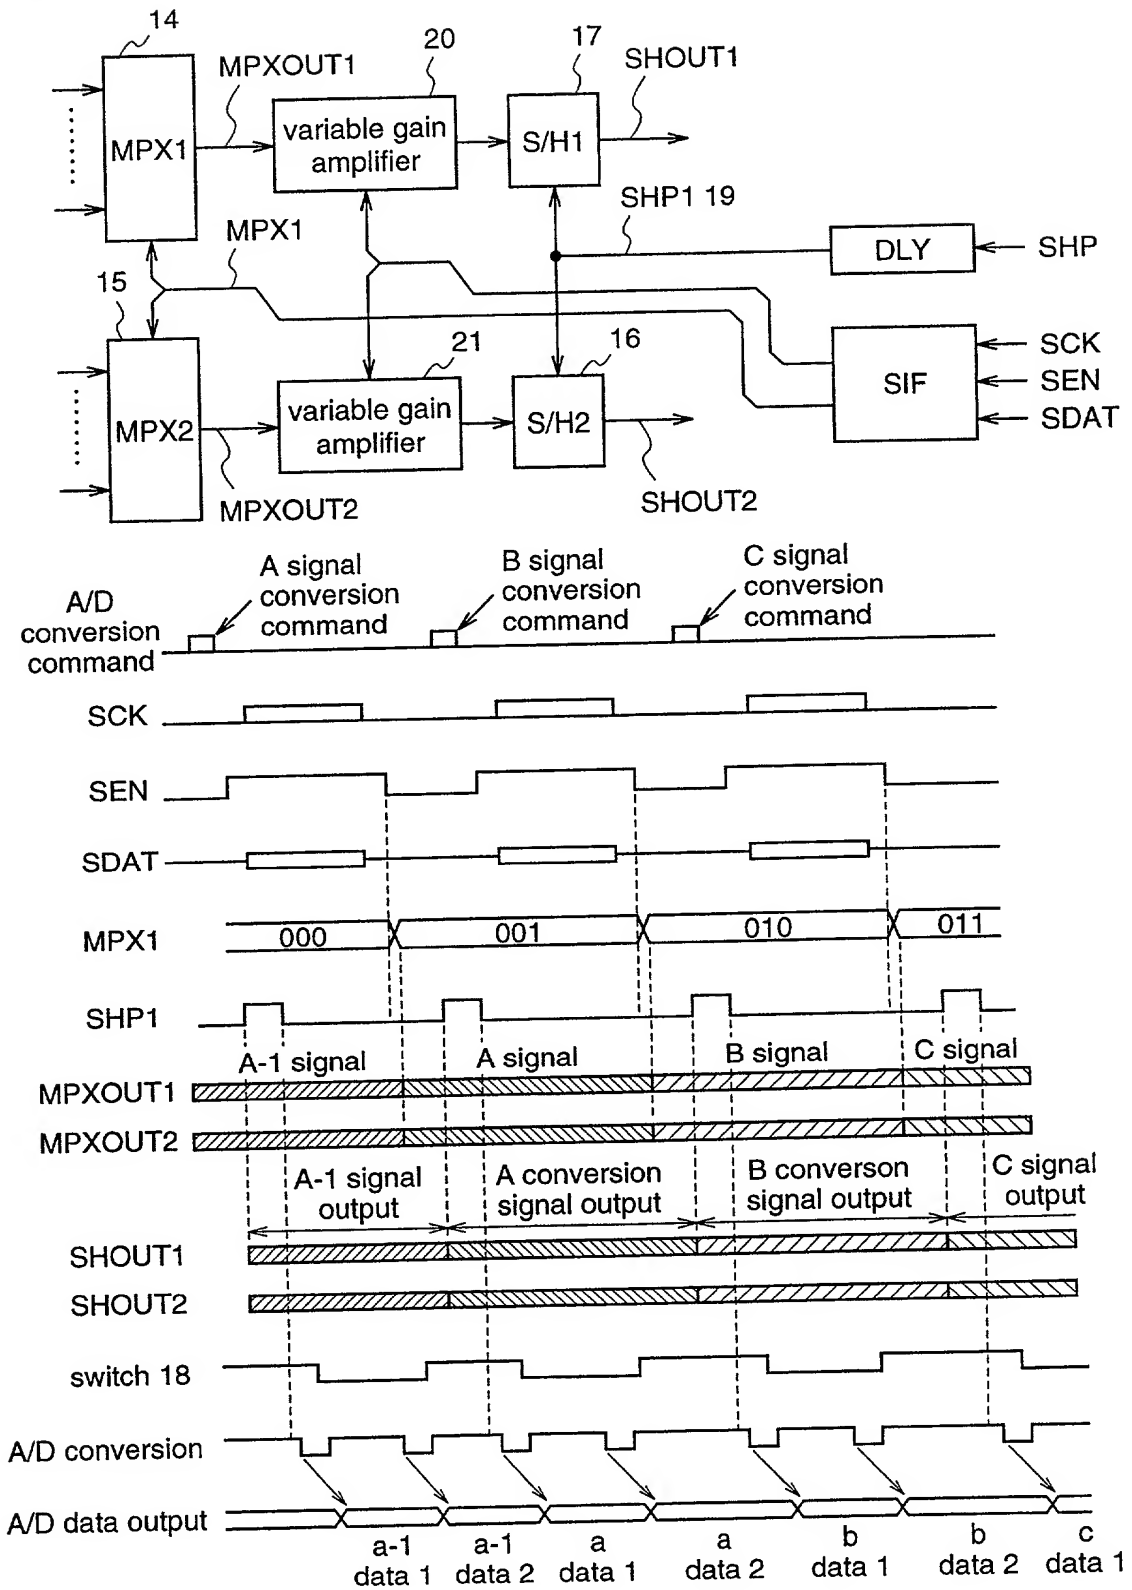 14
MPXOUT1
20
17
SHOUT1
MPX1
variable gain
amplifier
S/H1
MPX1
SHP1 19
DLY
SHP
15
21
16
SCK
SEN
SDAT
SIF
MPX2
variable gain
amplifier
S/H2
MPXOUT2
SHOUT2
A/D
conversion
command
A signal
conversion
command
B signal
conversion
command
C signal
conversion
command
SCK
SEN
SDAT
MPX1
000
001
010
011
SHP1
A-1 signal
A signal
B signal
C signal
MPXOUT1
MPXOUT2
A-1 signal
output
A conversion
signal output
B converson
signal output
C signal
output
SHOUT1
SHOUT2
switch 18
A/D conversion
A/D data output
a-1
data 1
a-1
data 2
a
data 1
a
data 2
b
data 1
b
data 2
c
data 1